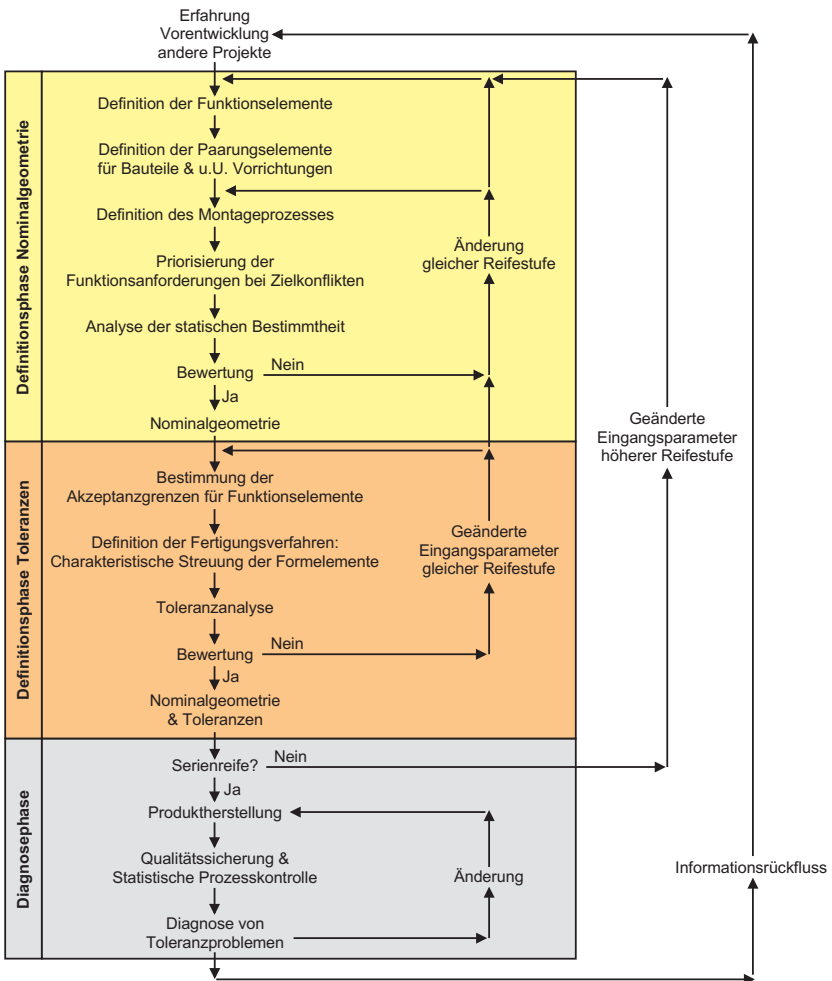 Erfahrung
Vorentwicklung
andere Projekte
Definitionsphase Nominalgeometrie
Definition der Funktionselemente
Definition der Paarungselemente
für Bauteile & u.U. Vorrichtungen
Definition des Montageprozesses
Priorisierung der
Funktionsanforderungen bei Zielkonflikten
Analyse der statischen Bestimmtheit
Bewertung
Nein
Ja
Nominalgeometrie
Änderung
gleicher Reifestufe
Definitionsphase Toleranzen
Bestimmung der
Akzeptanzgrenzen für Funktionselemente
Definition der Fertigungsverfahren:
Charakteristische Streuung der Formelemente
Toleranzanalyse
Bewertung
Nein
Ja
Nominalgeometrie
& Toleranzen
Geänderte
Eingangsparameter
gleicher Reifestufe
Geänderte
Eingangsparameter
höherer Reifestufe
Diagnosephase
Serienreife?
Nein
Ja
Produktherstellung
Qualitätssicherung &
Statistische Prozesskontrolle
Diagnose von
Toleranzproblemen
Änderung
Informationsrückfluss